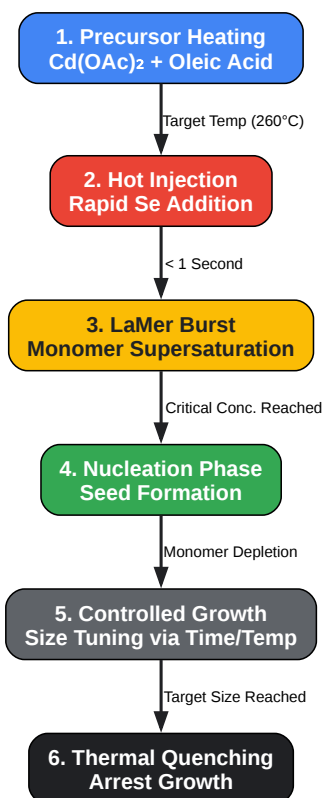 1. Precursor Heating
Cd(OAc)₂ + Oleic Acid
Target Temp (260°C)
2. Hot Injection
Rapid Se Addition
< 1 Second
3. LaMer Burst
Monomer Supersaturation
Critical Conc. Reached
4. Nucleation Phase
Seed Formation
Monomer Depletion
5. Controlled Growth
Size Tuning via Time/Temp
Target Size Reached
6. Thermal Quenching
Arrest Growth